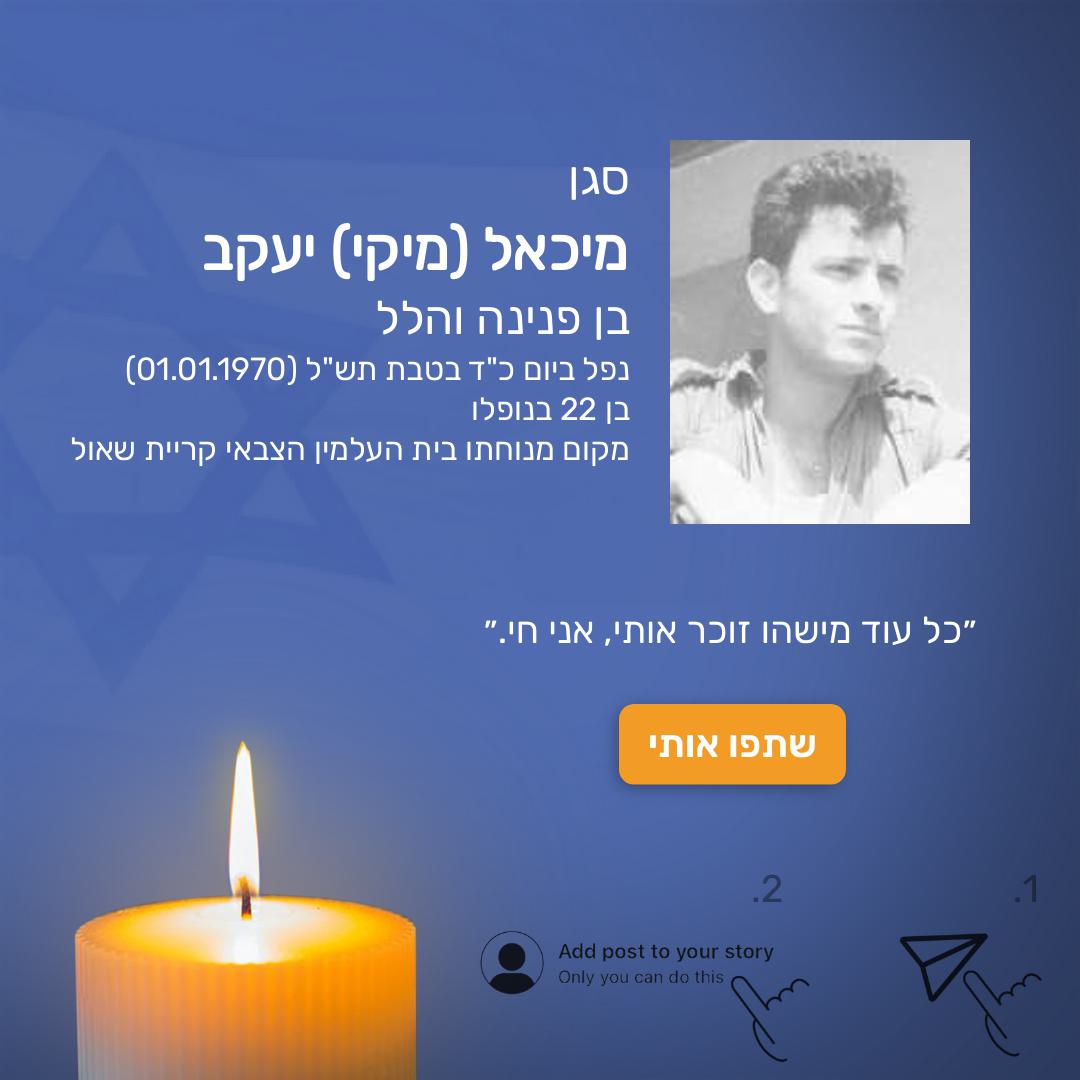 סגן
מיכאל (מיקי) יעקב
בן פנינה והלל
נפל ביום כ"ד בטבת תש"ל (01.01.1970)
בן 22 בנופלו
מקום מנוחתו בית העלמין הצבאי קריית שאול
״כל עוד מישהו זוכר אותי, אני חי.״
שתפו אותי
.1
.2
Add post to your story
Only you can do this